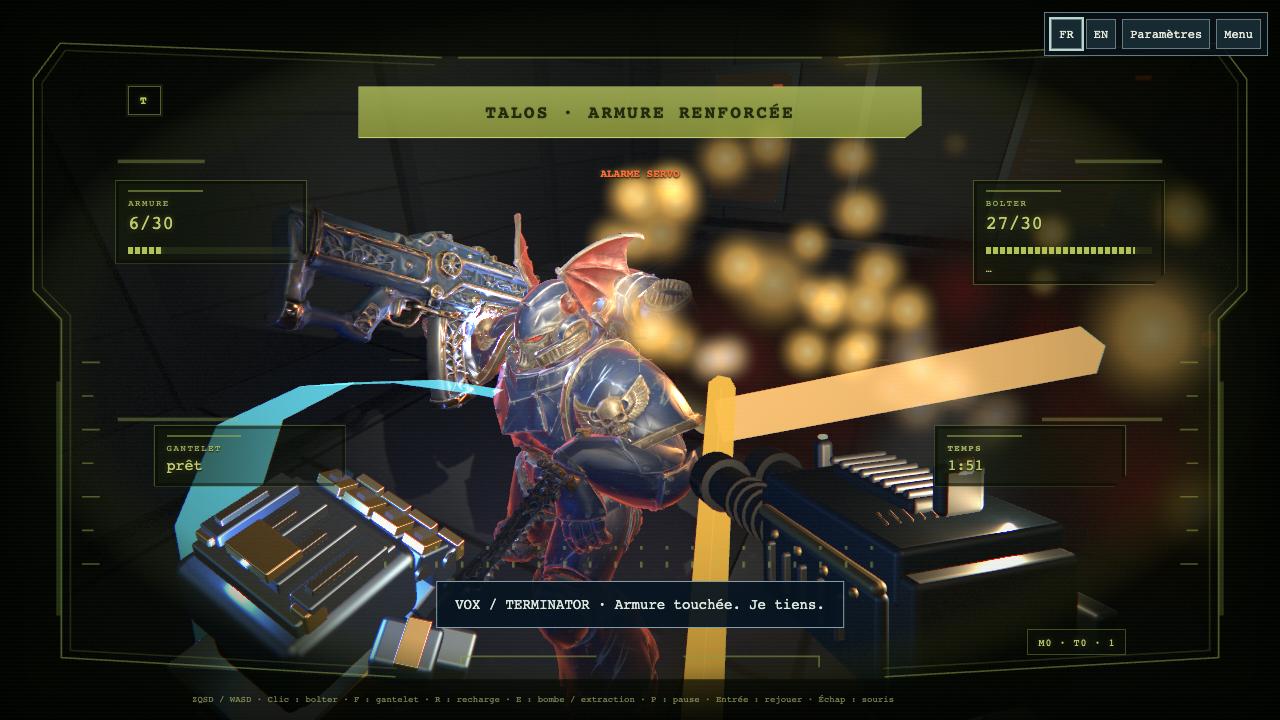 FR EN Paramètres Menu
T
TALOS · ARMURE RENFORCÉE
ALARME SERVO
ARMURE
6/30
BOLTER
27/30
…
GANTELET
prêt
TEMPS
1:51
VOX / TERMINATOR · Armure touchée. Je tiens.
M0 · T0 · 1
ZQSD / WASD · Clic : bolter · F : gantelet · R : recharge · E : bombe / extraction · P : pause · Entrée : rejouer · Échap : souris